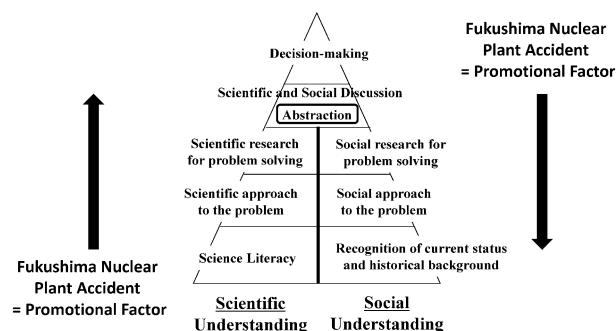 Decision-making
Scientific and Social Discussion
Abstraction
Scientific research
for problem solving
Social research for
problem solving
Scientific approach
to the problem
Social approach
to the problem
Science Literacy
Recognition of current status
and historical background
Scientific
Understanding
Social
Understanding
Fukushima Nuclear
Plant Accident
= Promotional Factor
Fukushima Nuclear
Plant Accident
= Promotional Factor